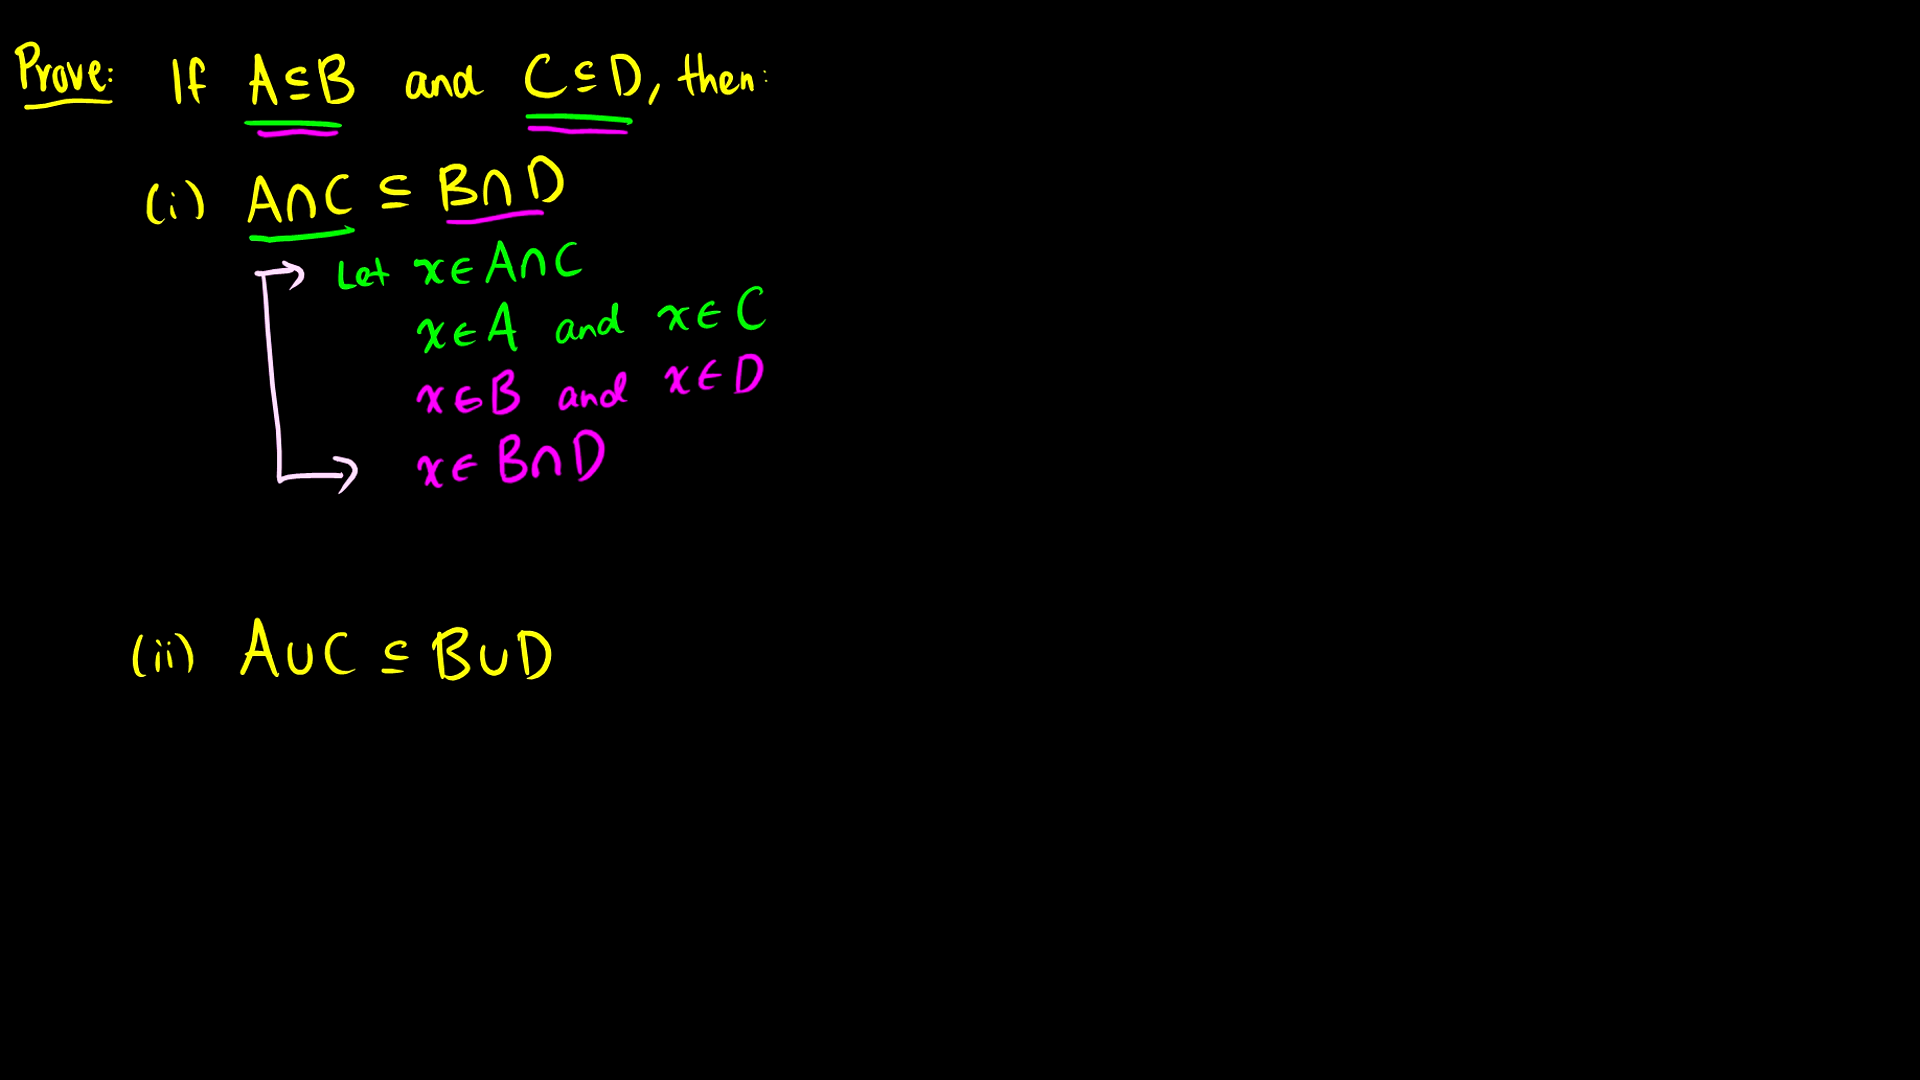 Prove: If A⊆B and C⊆D, then:
(i) A∩C ⊆ B∩D
Let x∈A∩C
x∈A and x∈C
x∈B and x∈D
x∈B∩D
(ii) A∪C ⊆ B∪D